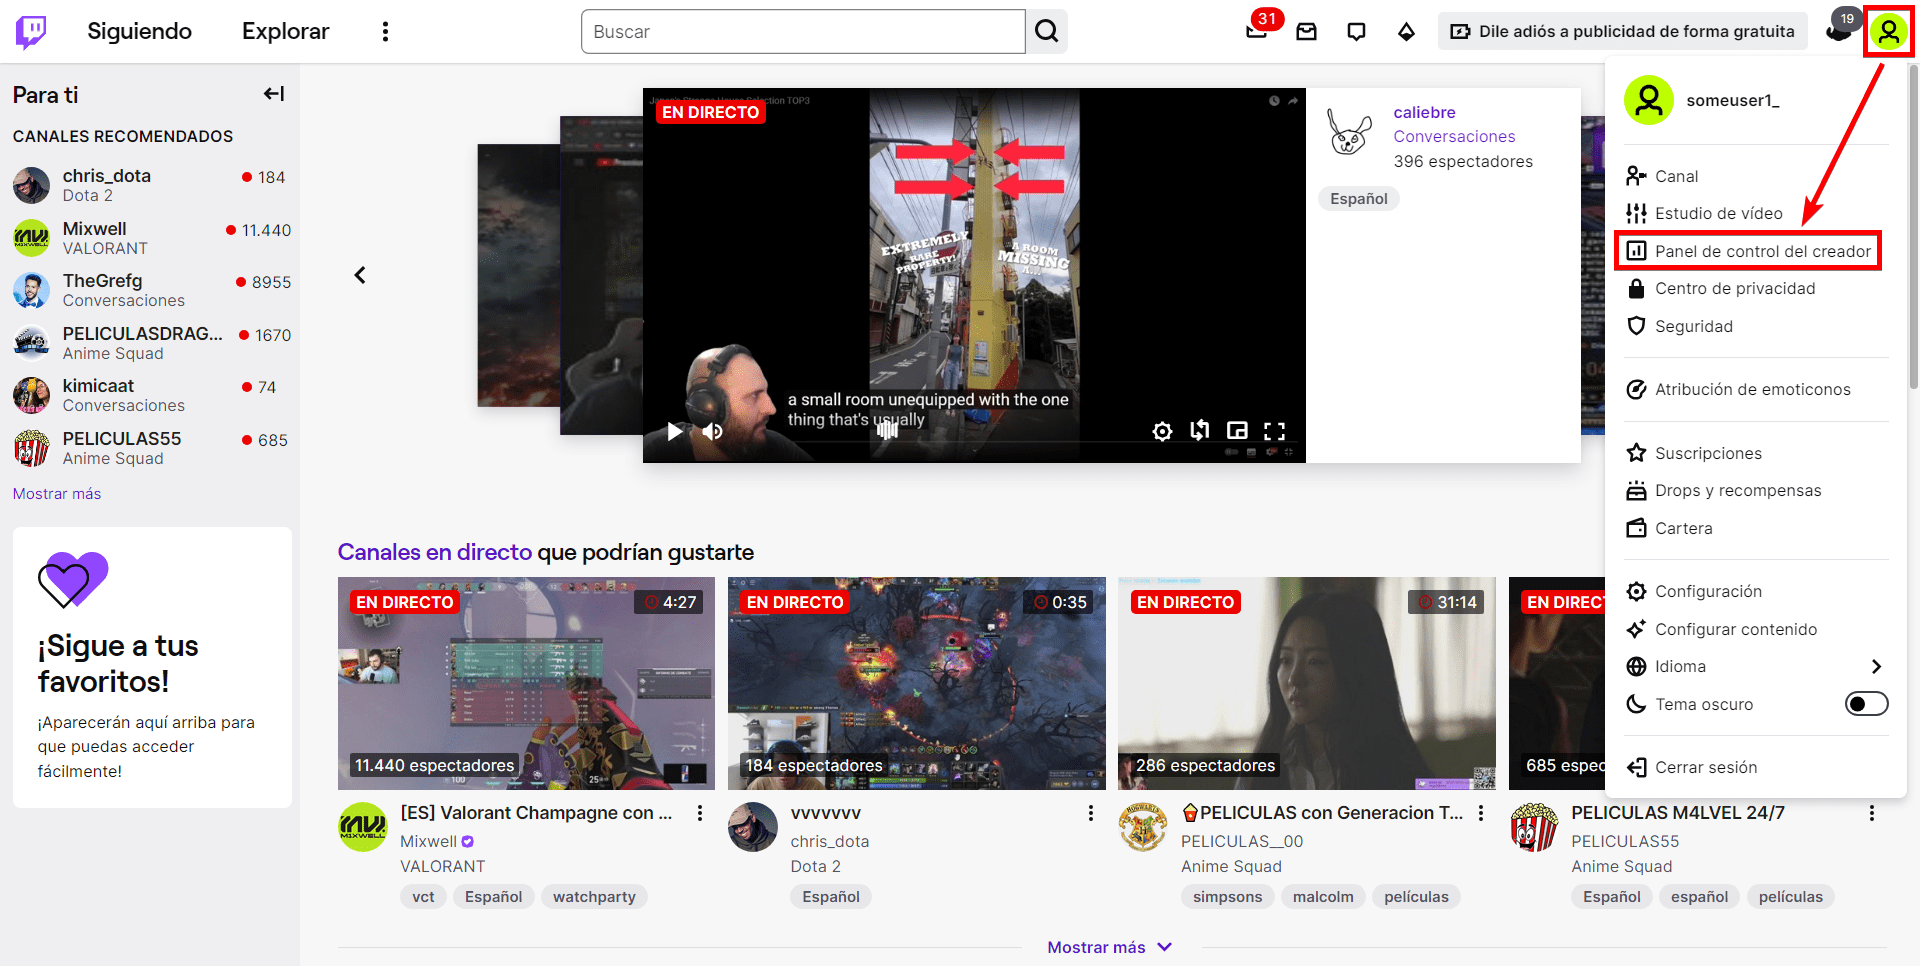 Siguiendo
Explorar
Buscar
31
Dile adiós a publicidad de forma gratuita
19
Para ti
CANALES RECOMENDADOS
chris_dota
184
Dota 2
Mixwell
11.440
VALORANT
TheGrefg
8955
Conversaciones
PELICULASDRAG...
1670
Anime Squad
kimicaat
74
Conversaciones
PELICULAS55
685
Anime Squad
Mostrar más
¡Sigue a tus
favoritos!
¡Aparecerán aquí arriba para
que puedas acceder
fácilmente!
EN DIRECTO
EXTREMELY
RARE
PROPERTY!
A ROOM
MISSING
A...
a small room unequipped with the one
thing that's usually
caliebre
Conversaciones
396 espectadores
Español
someuser1_
Canal
Estudio de vídeo
Panel de control del creador
Centro de privacidad
Seguridad
Atribución de emoticonos
Suscripciones
Drops y recompensas
Cartera
Configuración
Configurar contenido
Idioma
Tema oscuro
Cerrar sesión
Canales en directo que podrían gustarte
EN DIRECTO
4:27
11.440 espectadores
[ES] Valorant Champagne con ...
Mixwell
VALORANT
vct
Español
watchparty
EN DIRECTO
0:35
184 espectadores
vvvvvvv
chris_dota
Dota 2
Español
EN DIRECTO
31:14
286 espectadores
PELICULAS con Generacion T...
PELICULAS__00
Anime Squad
simpsons
malcolm
películas
EN DIRECT
685 espec
PELICULAS M4LVEL 24/7
PELICULAS55
Anime Squad
Español
español
películas
Mostrar más